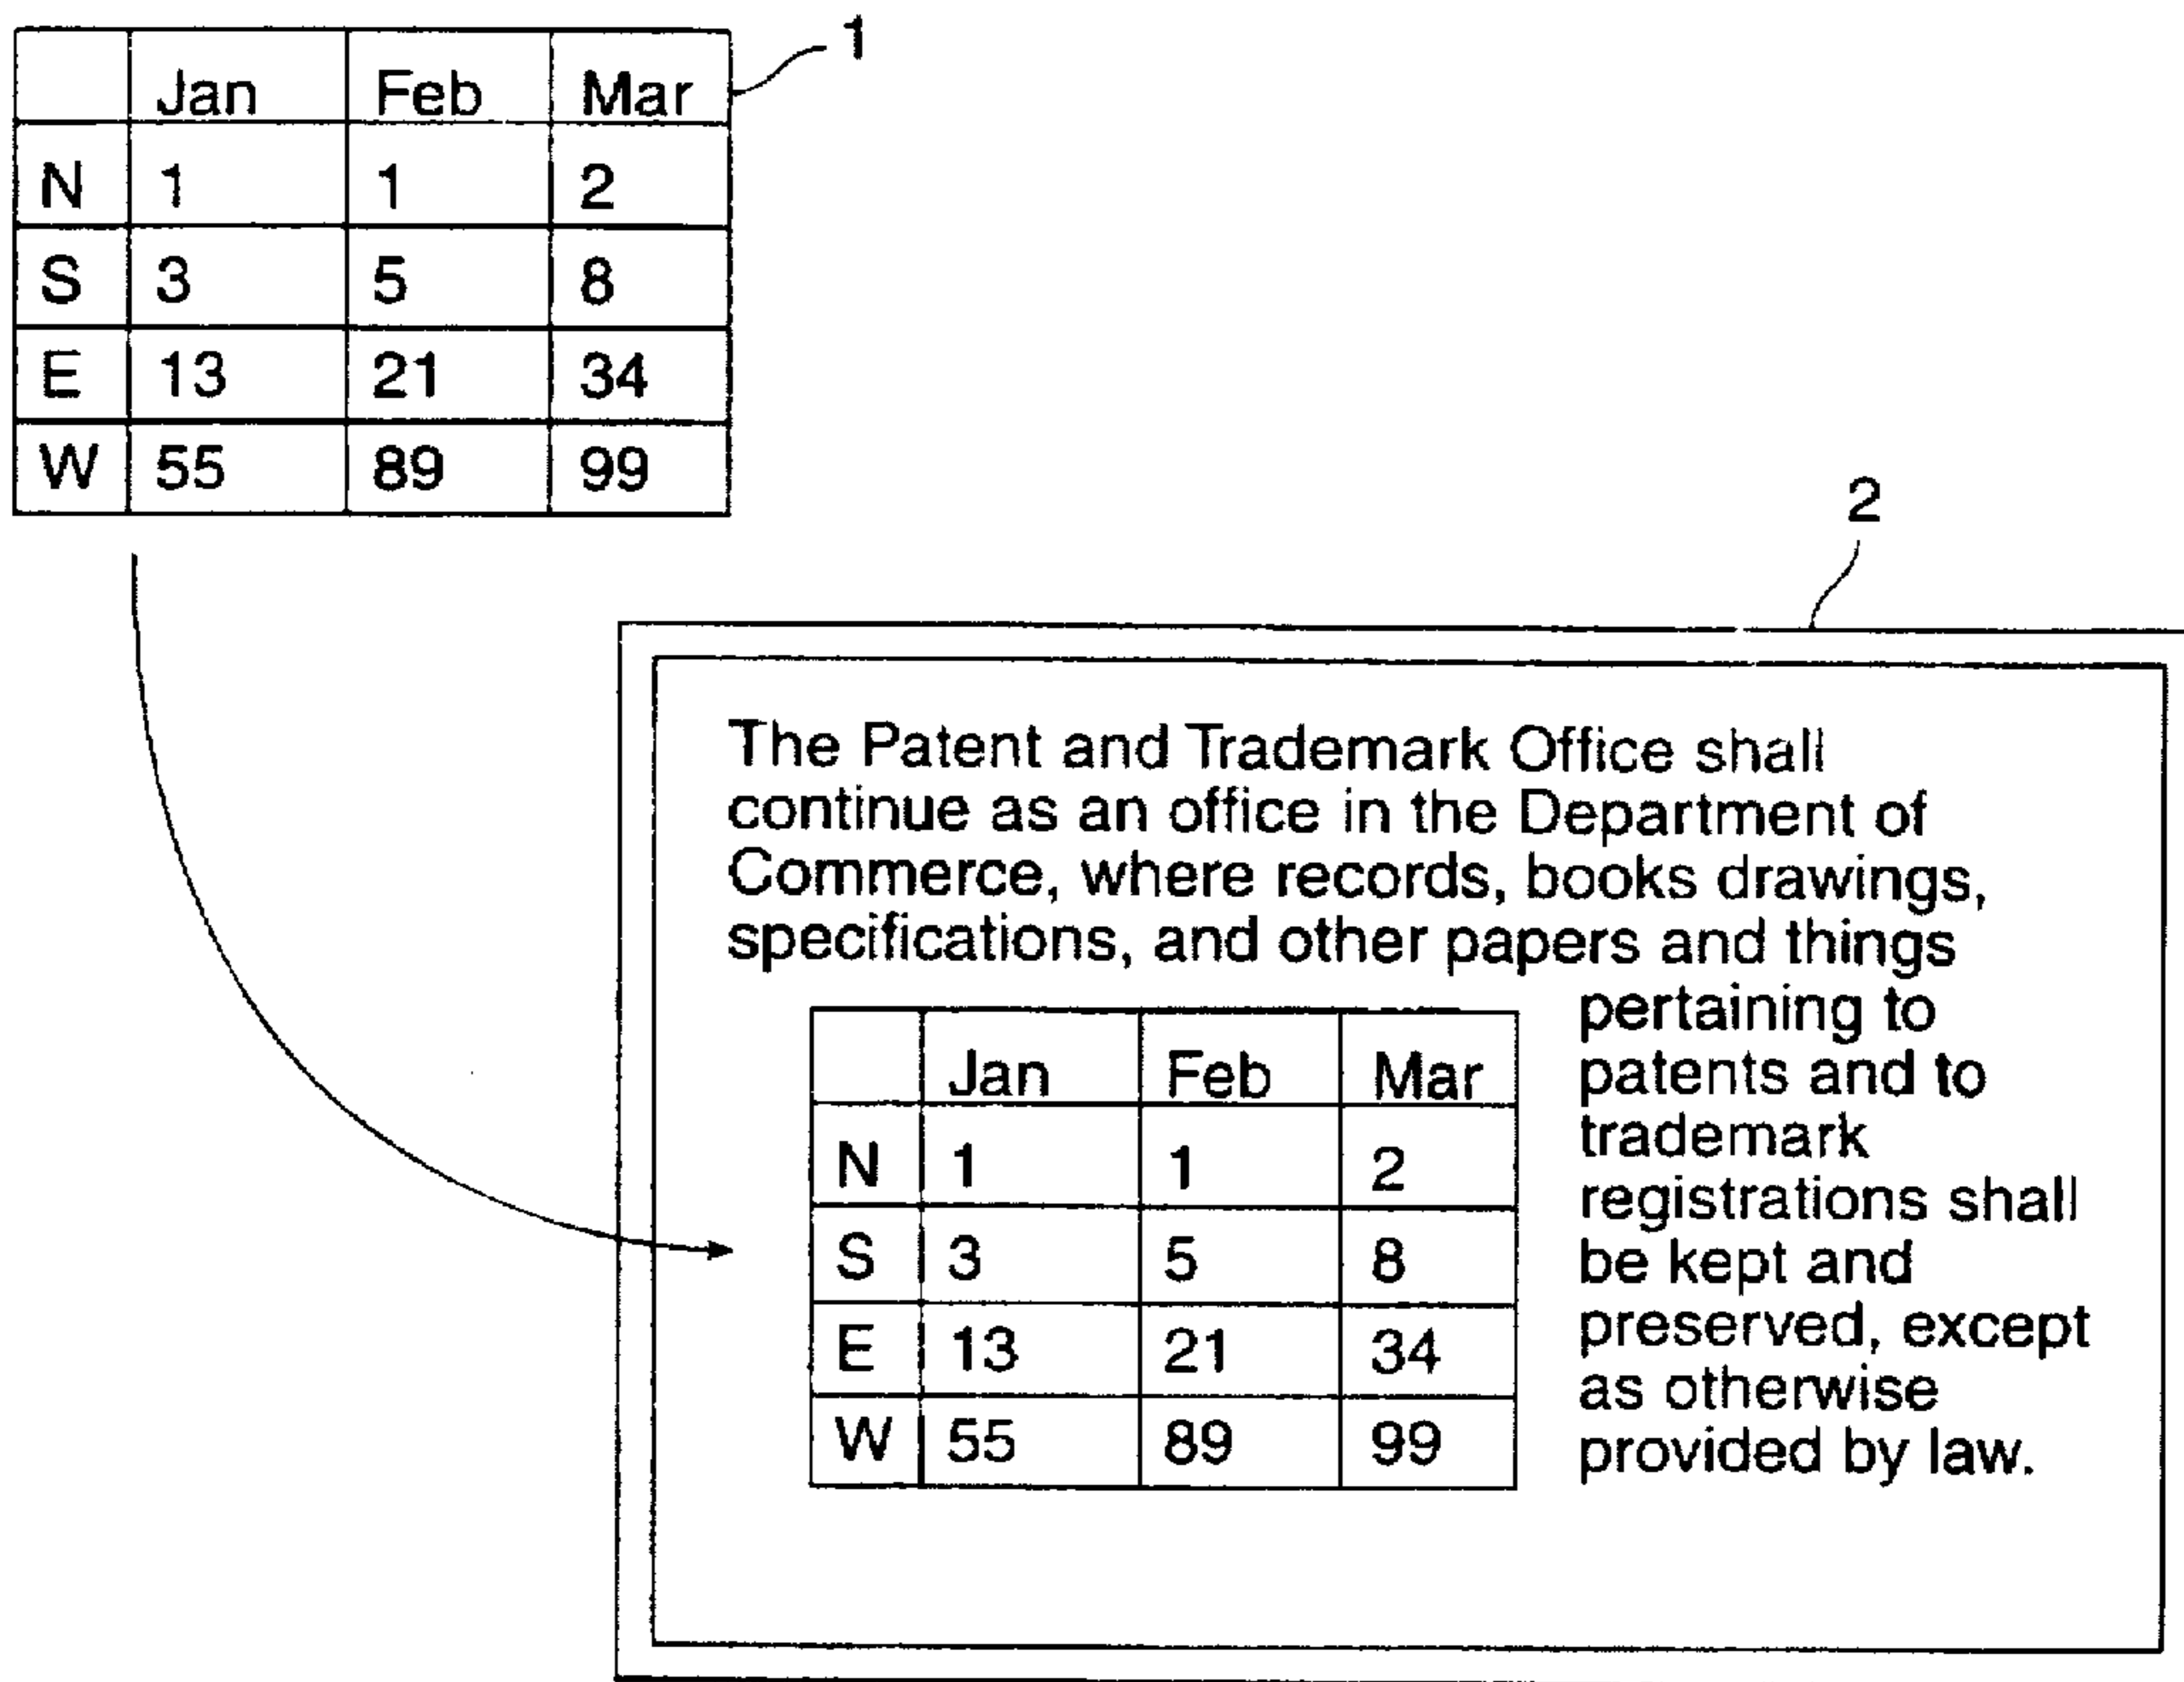 1
Jan Feb Mar
N 1 1 2
S 3 5 8
E 13 21 34
W 55 89 99
2
The Patent and Trademark Office shall
continue as an office in the Department of
Commerce, where records, books drawings,
specifications, and other papers and things
pertaining to
patents and to
trademark
registrations shall
be kept and
preserved, except
as otherwise
provided by law.
Jan Feb Mar
N 1 1 2
S 3 5 8
E 13 21 34
W 55 89 99